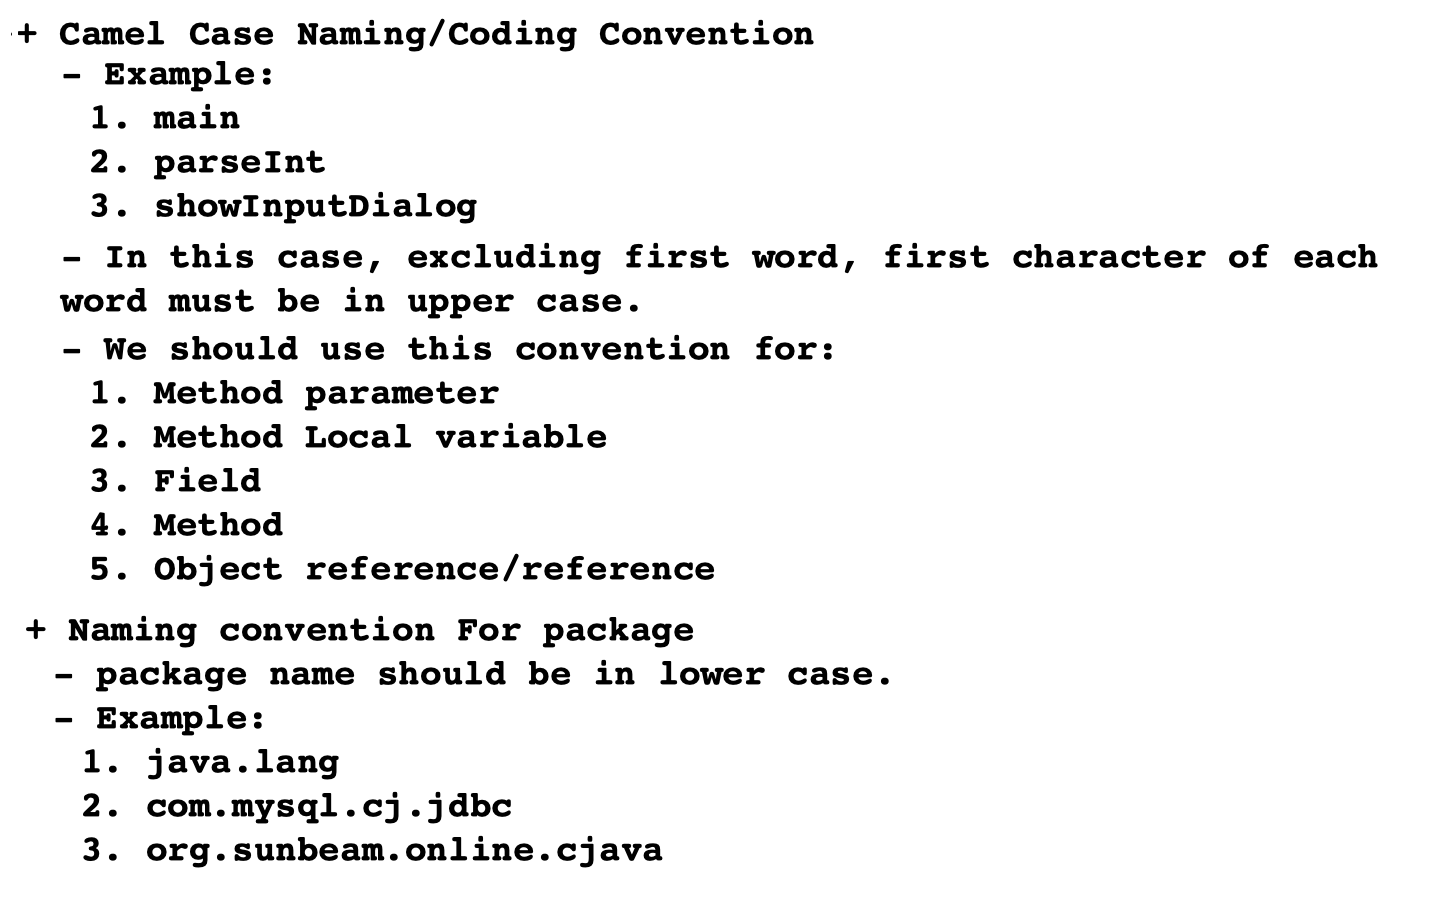 + Camel Case Naming/Coding Convention
– Example:
1. main
2. parseInt
3. showInputDialog
– In this case, excluding first word, first character of each
word must be in upper case.
– We should use this convention for:
1. Method parameter
2. Method Local variable
3. Field
4. Method
5. Object reference/reference
+ Naming convention For package
– package name should be in lower case.
– Example:
1. java.lang
2. com.mysql.cj.jdbc
3. org.sunbeam.online.cjava